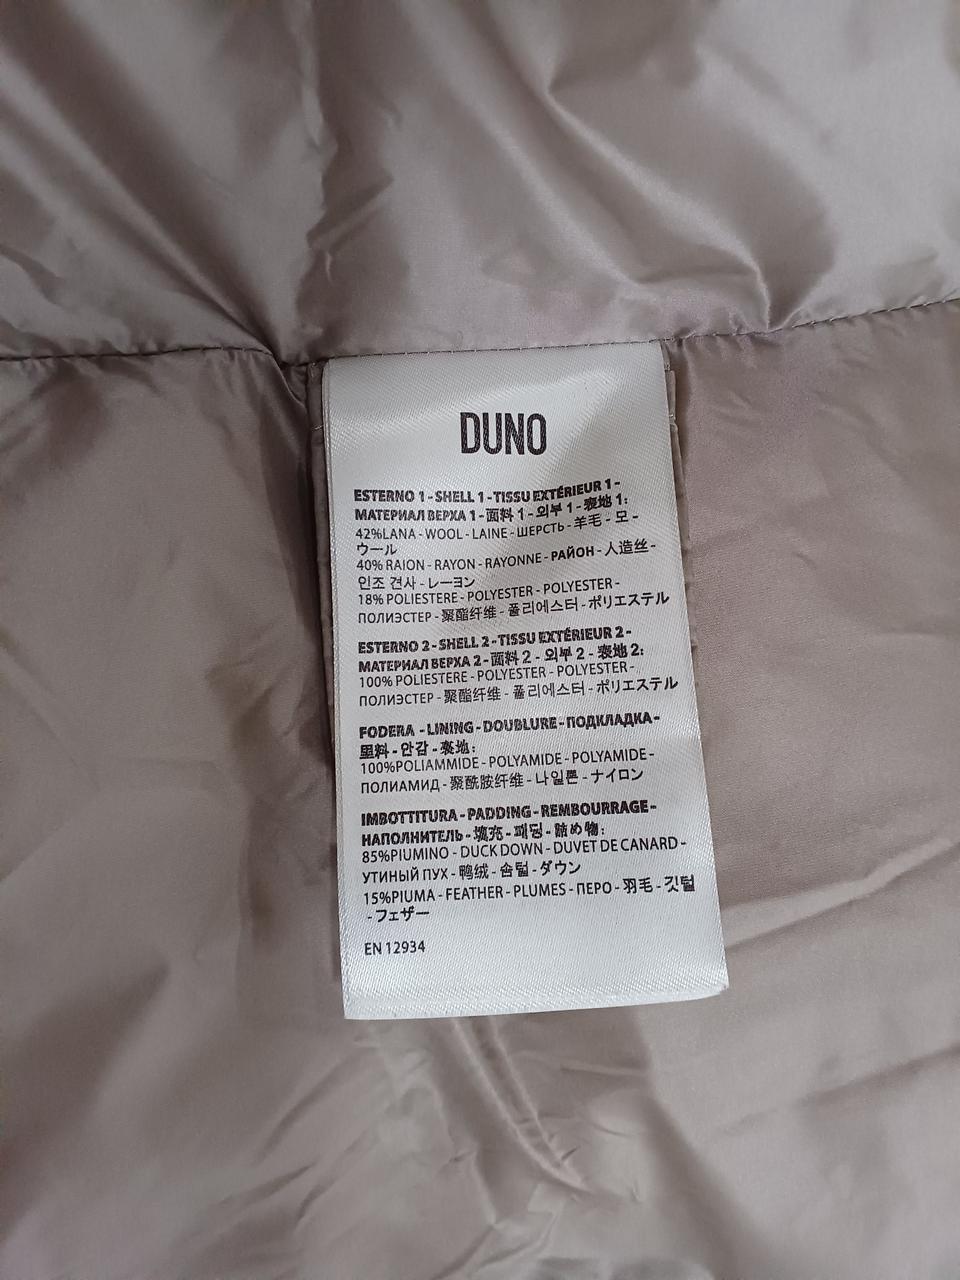 DUNO
ESTERNO 1 - SHELL 1 - TISSU EXTÉRIEUR 1 -
МАТЕРИАЛ ВЕРХА 1 - 面料 1 - 외부 1 - 表地 1:
42%LANA - WOOL - LAINE - ШЕРСТЬ - 羊毛 - 모 -
ウール
40% RAION - RAYON - RAYONNE - РАЙОН - 人造丝 -
인조 견사 - レーヨン
18% POLIESTERE - POLYESTER - POLYESTER -
ПОЛИЭСТЕР - 聚酯纤维 - 폴리에스터 - ポリエステル
ESTERNO 2 - SHELL 2 - TISSU EXTÉRIEUR 2 -
МАТЕРИАЛ ВЕРХА 2 - 面料 2 - 외부 2 - 表地 2:
100% POLIESTERE - POLYESTER - POLYESTER -
ПОЛИЭСТЕР - 聚酯纤维 - 폴리에스터 - ポリエステル
FODERA - LINING - DOUBLURE - ПОДКЛАДКА -
里料 - 안감 - 裏地:
100%POLIAMMIDE - POLYAMIDE - POLYAMIDE -
ПОЛИАМИД - 聚酰胺纤维 - 나일론 - ナイロン
IMBOTTITURA - PADDING - REMBOURRAGE -
НАПОЛНИТЕЛЬ - 填充 - 패딩 - 詰め物:
85%PIUMINO - DUCK DOWN - DUVET DE CANARD -
УТИНЫЙ ПУХ - 鸭绒 - 솜털 - ダウン
15%PIUMA - FEATHER - PLUMES - ПЕРО - 羽毛 - 깃털
- フェザー
EN 12934